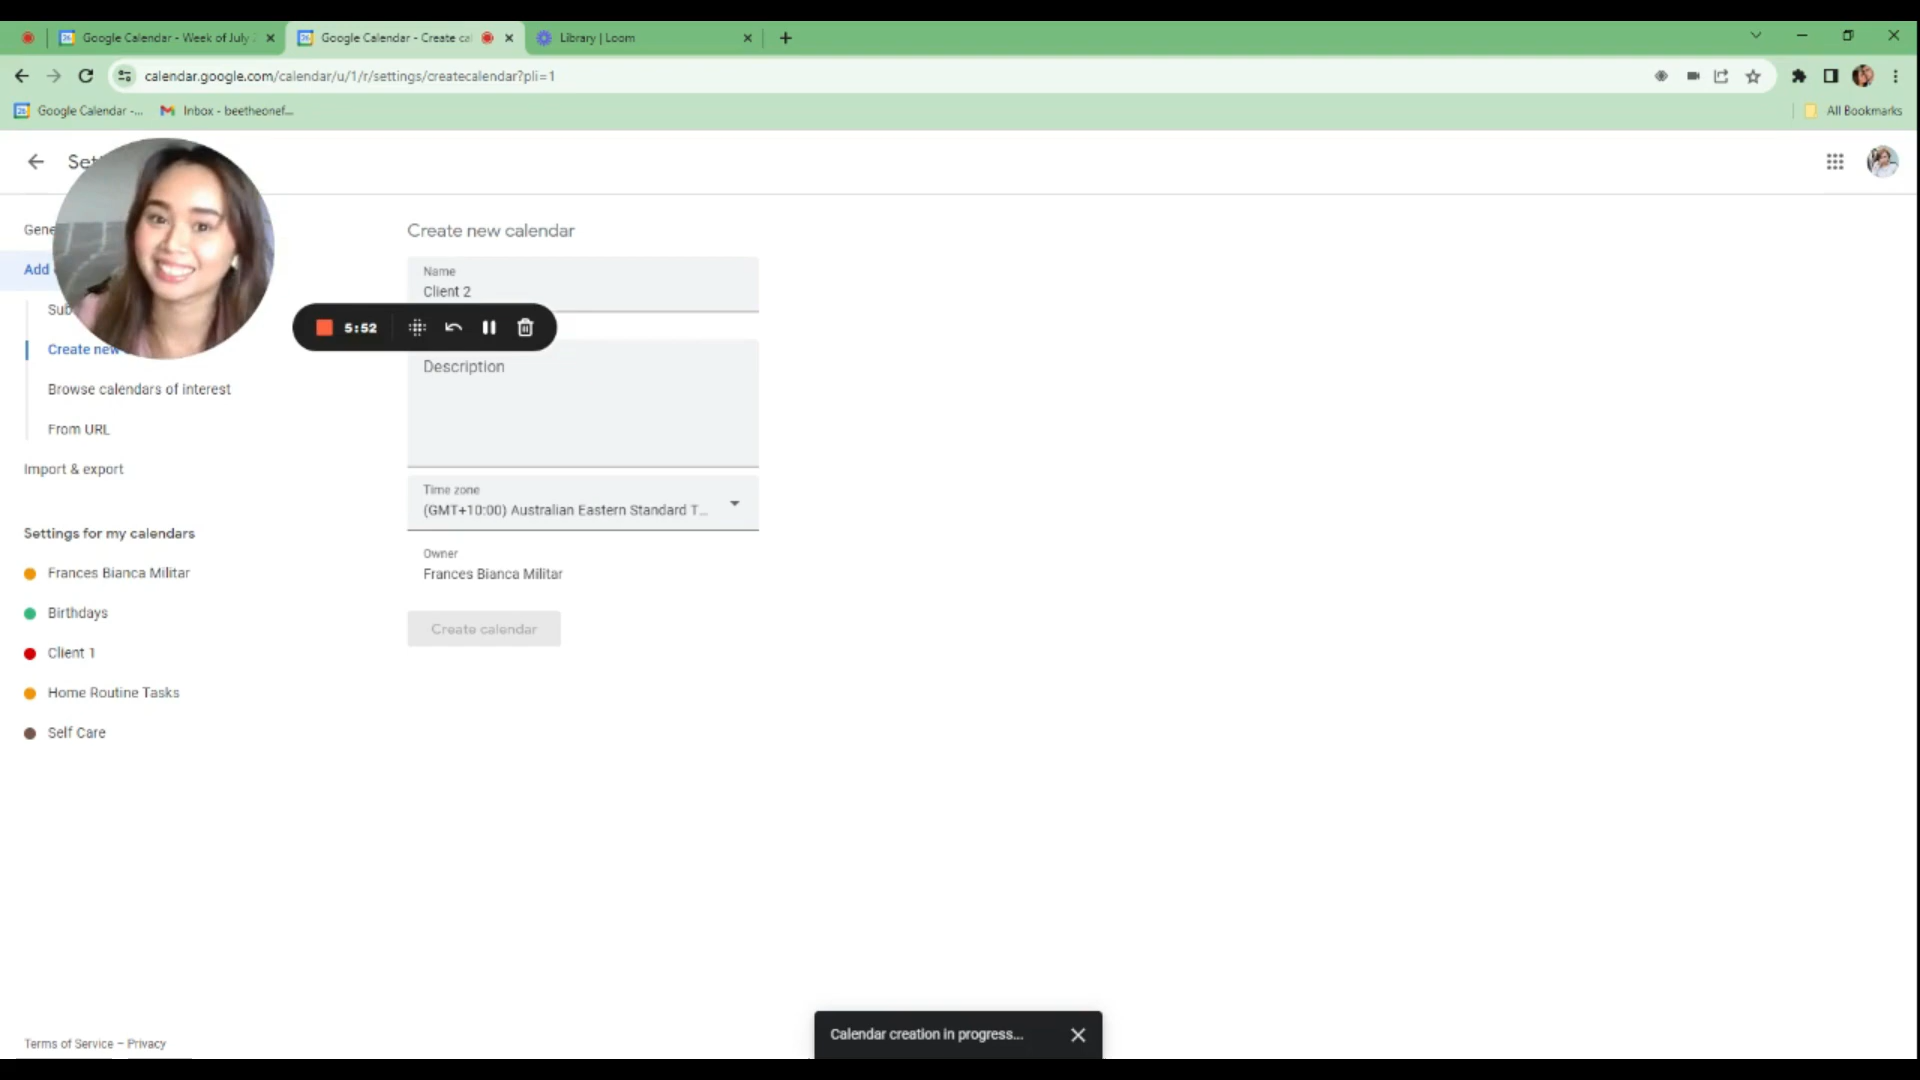 Google Calendar - Week of July
Google Calendar - Create ca
Library | Loom
calendar.google.com/calendar/u/1/r/settings/createcalendar?pli=1
Google Calendar -...
Inbox - beetheonef...
All Bookmarks
Set
Gene
Add
Sub
Create new
Browse calendars of interest
From URL
Import & export
Settings for my calendars
Frances Bianca Militar
Birthdays
Client 1
Home Routine Tasks
Self Care
Terms of Service – Privacy
Create new calendar
Name
Client 2
5:52
Description
Time zone
(GMT+10:00) Australian Eastern Standard T...
Owner
Frances Bianca Militar
Create calendar
Calendar creation in progress...